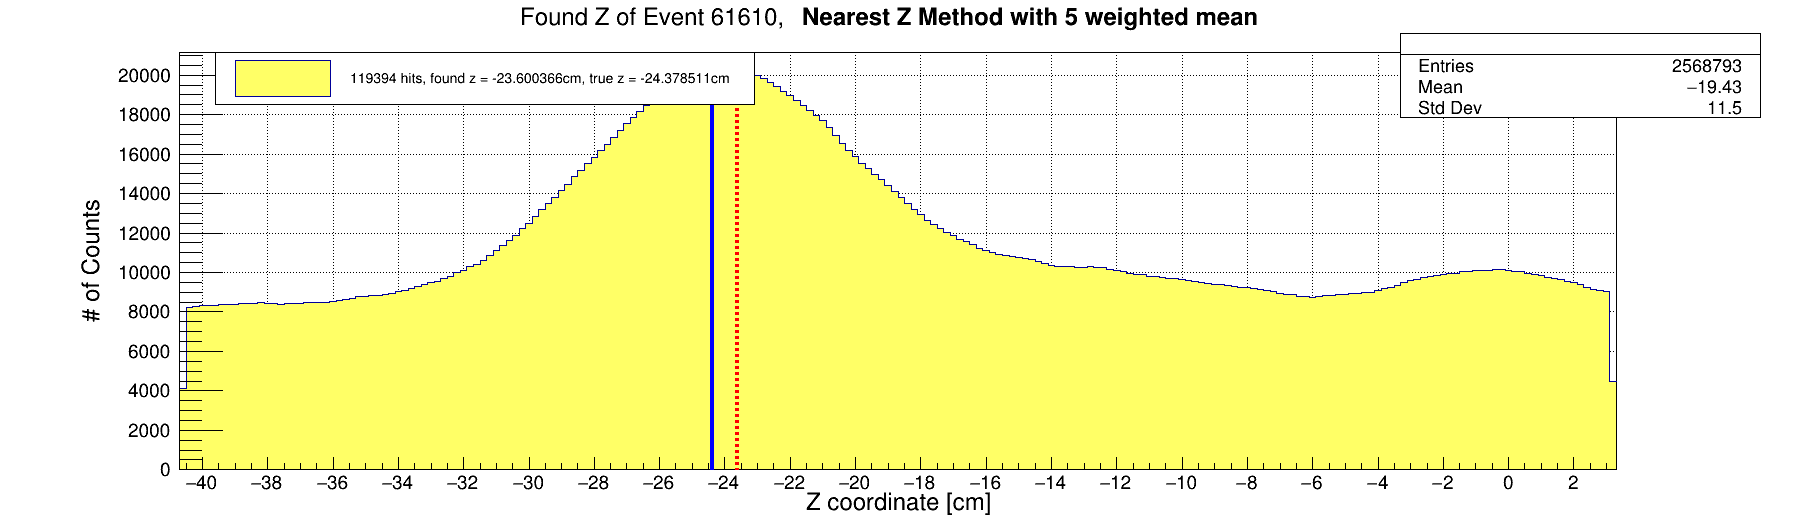 Found Z of Event 61610, Nearest Z Method with 5 weighted mean
119394 hits, found z = -23.600366cm, true z = -24.378511cm
Entries 2568793
Mean −19.43
Std Dev 11.5
# of Counts
20000
18000
16000
14000
12000
10000
8000
6000
4000
2000
0
−40 −38 −36 −34 −32 −30 −28 −26 −24 −22 −20 −18 −16 −14 −12 −10 −8 −6 −4 −2 0 2
Z coordinate [cm]